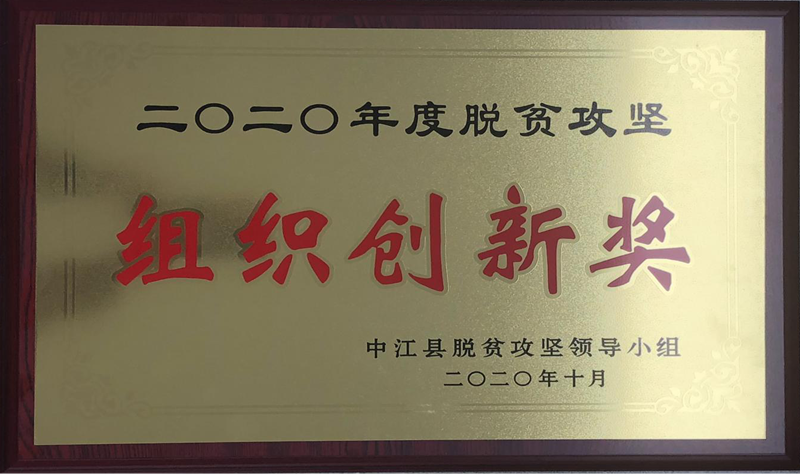 二〇二〇年度脱贫攻坚
组织创新奖
中江县脱贫攻坚领导小组
二〇二〇年十月